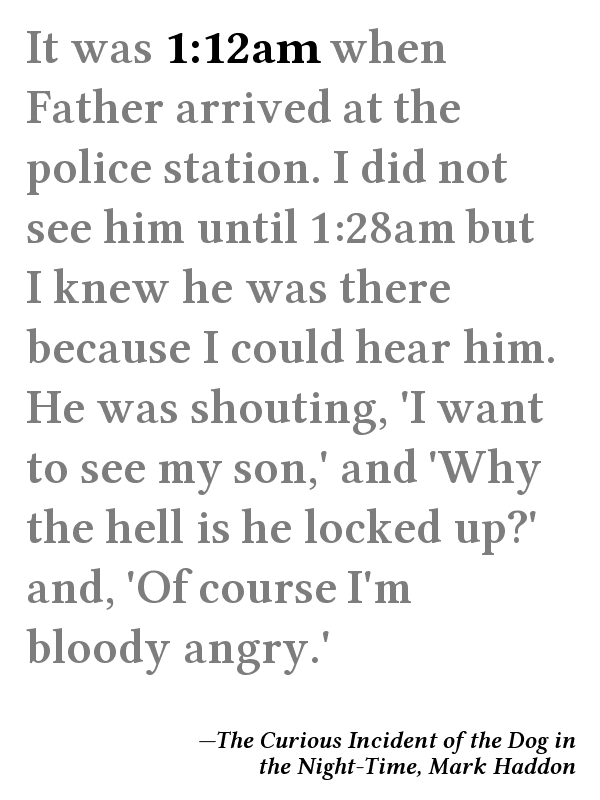 It was 1:12am when
Father arrived at the
police station. I did not
see him until 1:28am but
I knew he was there
because I could hear him.
He was shouting, 'I want
to see my son,' and 'Why
the hell is he locked up?'
and, 'Of course I'm
bloody angry.'
—The Curious Incident of the Dog in
the Night-Time, Mark Haddon